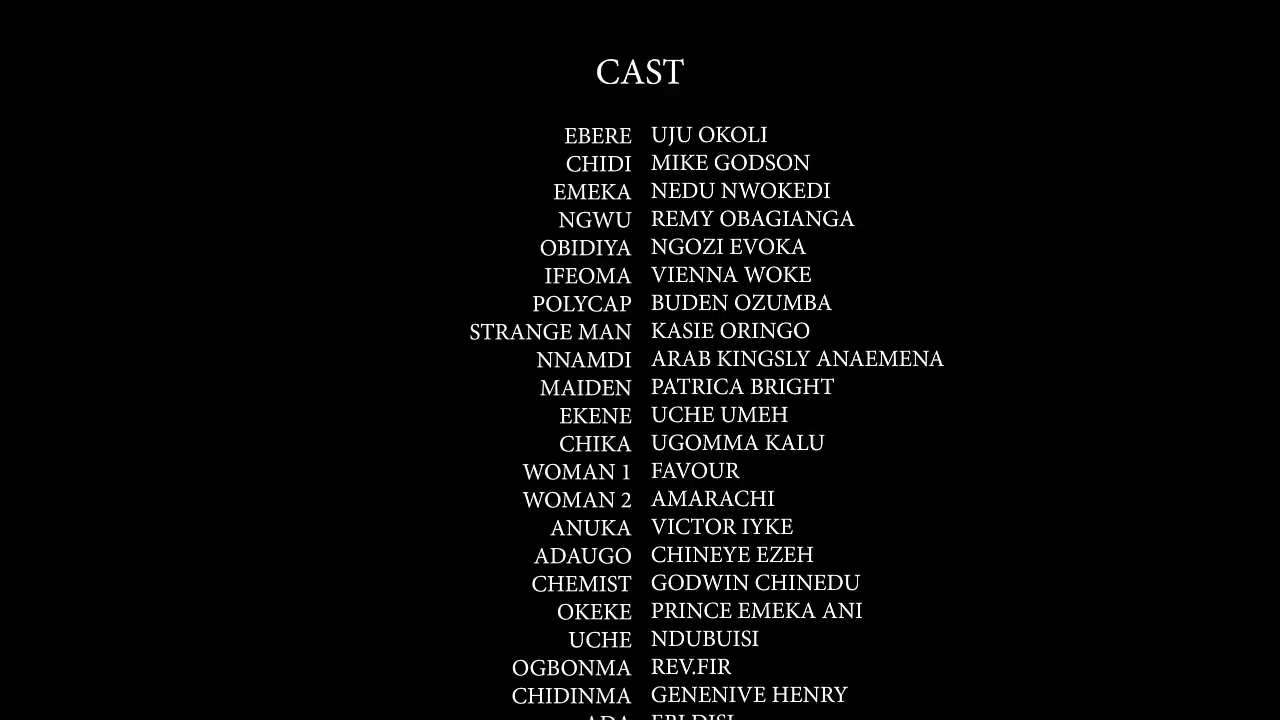 CAST
EBERE UJU OKOLI
CHIDI MIKE GODSON
EMEKA NEDU NWOKEDI
NGWU REMY OBAGIANGA
OBIDIYA NGOZI EVOKA
IFEOMA VIENNA WOKE
POLYCAP BUDEN OZUMBA
STRANGE MAN KASIE ORINGO
NNAMDI ARAB KINGSLY ANAEMENA
MAIDEN PATRICA BRIGHT
EKENE UCHE UMEH
CHIKA UGOMMA KALU
WOMAN 1 FAVOUR
WOMAN 2 AMARACHI
ANUKA VICTOR IYKE
ADAUGO CHINEYE EZEH
CHEMIST GODWIN CHINEDU
OKEKE PRINCE EMEKA ANI
UCHE NDUBUISI
OGBONMA REV.FIR
CHIDINMA GENENIVE HENRY
ADA